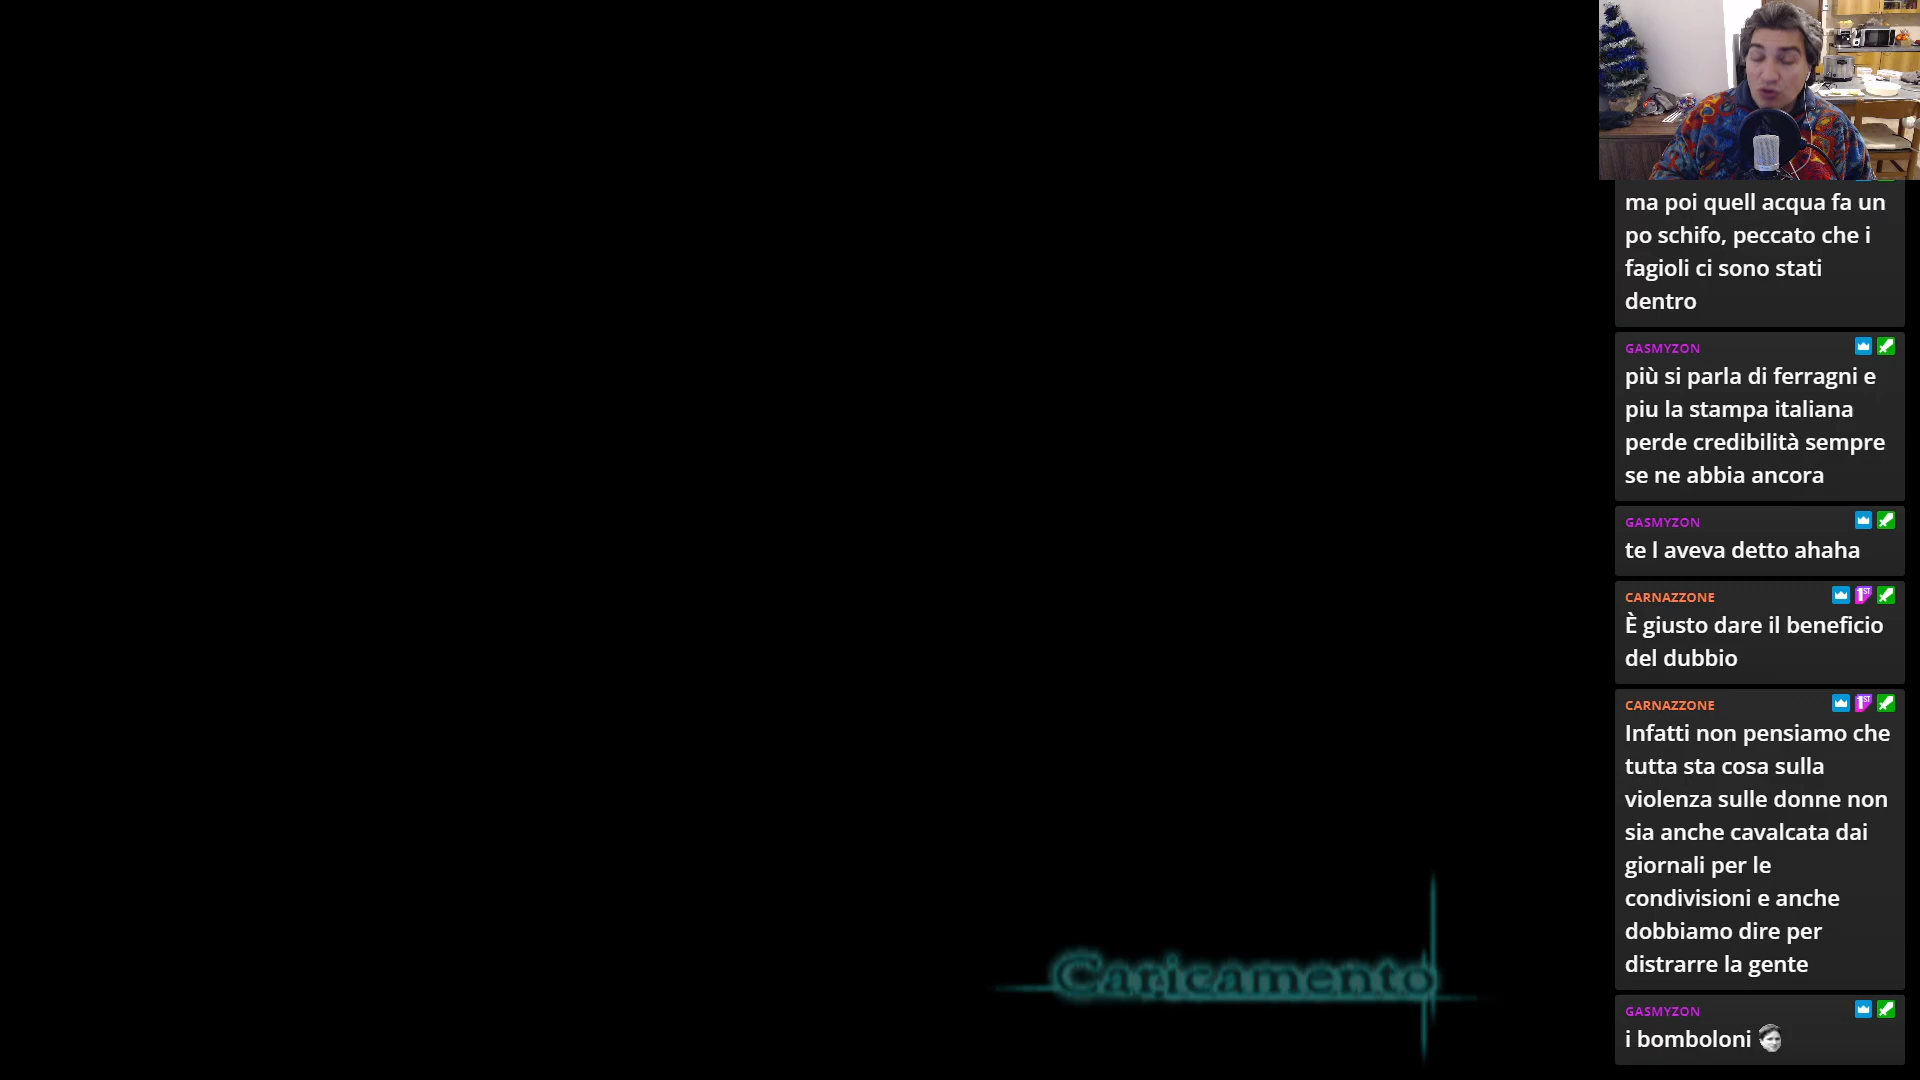 ma poi quell acqua fa un
po schifo, peccato che i
fagioli ci sono stati
dentro
GASMYZON
più si parla di ferragni e
piu la stampa italiana
perde credibilità sempre
se ne abbia ancora
GASMYZON
te l aveva detto ahaha
CARNAZZONE
1ST
È giusto dare il beneficio
del dubbio
CARNAZZONE
1ST
Infatti non pensiamo che
tutta sta cosa sulla
violenza sulle donne non
sia anche cavalcata dai
giornali per le
condivisioni e anche
dobbiamo dire per
distrarre la gente
GASMYZON
i bomboloni
Caricamento